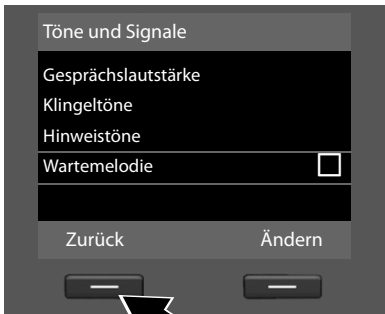 Töne und Signale
Gesprächslautstärke
Klingeltöne
Hinweistöne
Wartemelodie
Zurück Ändern